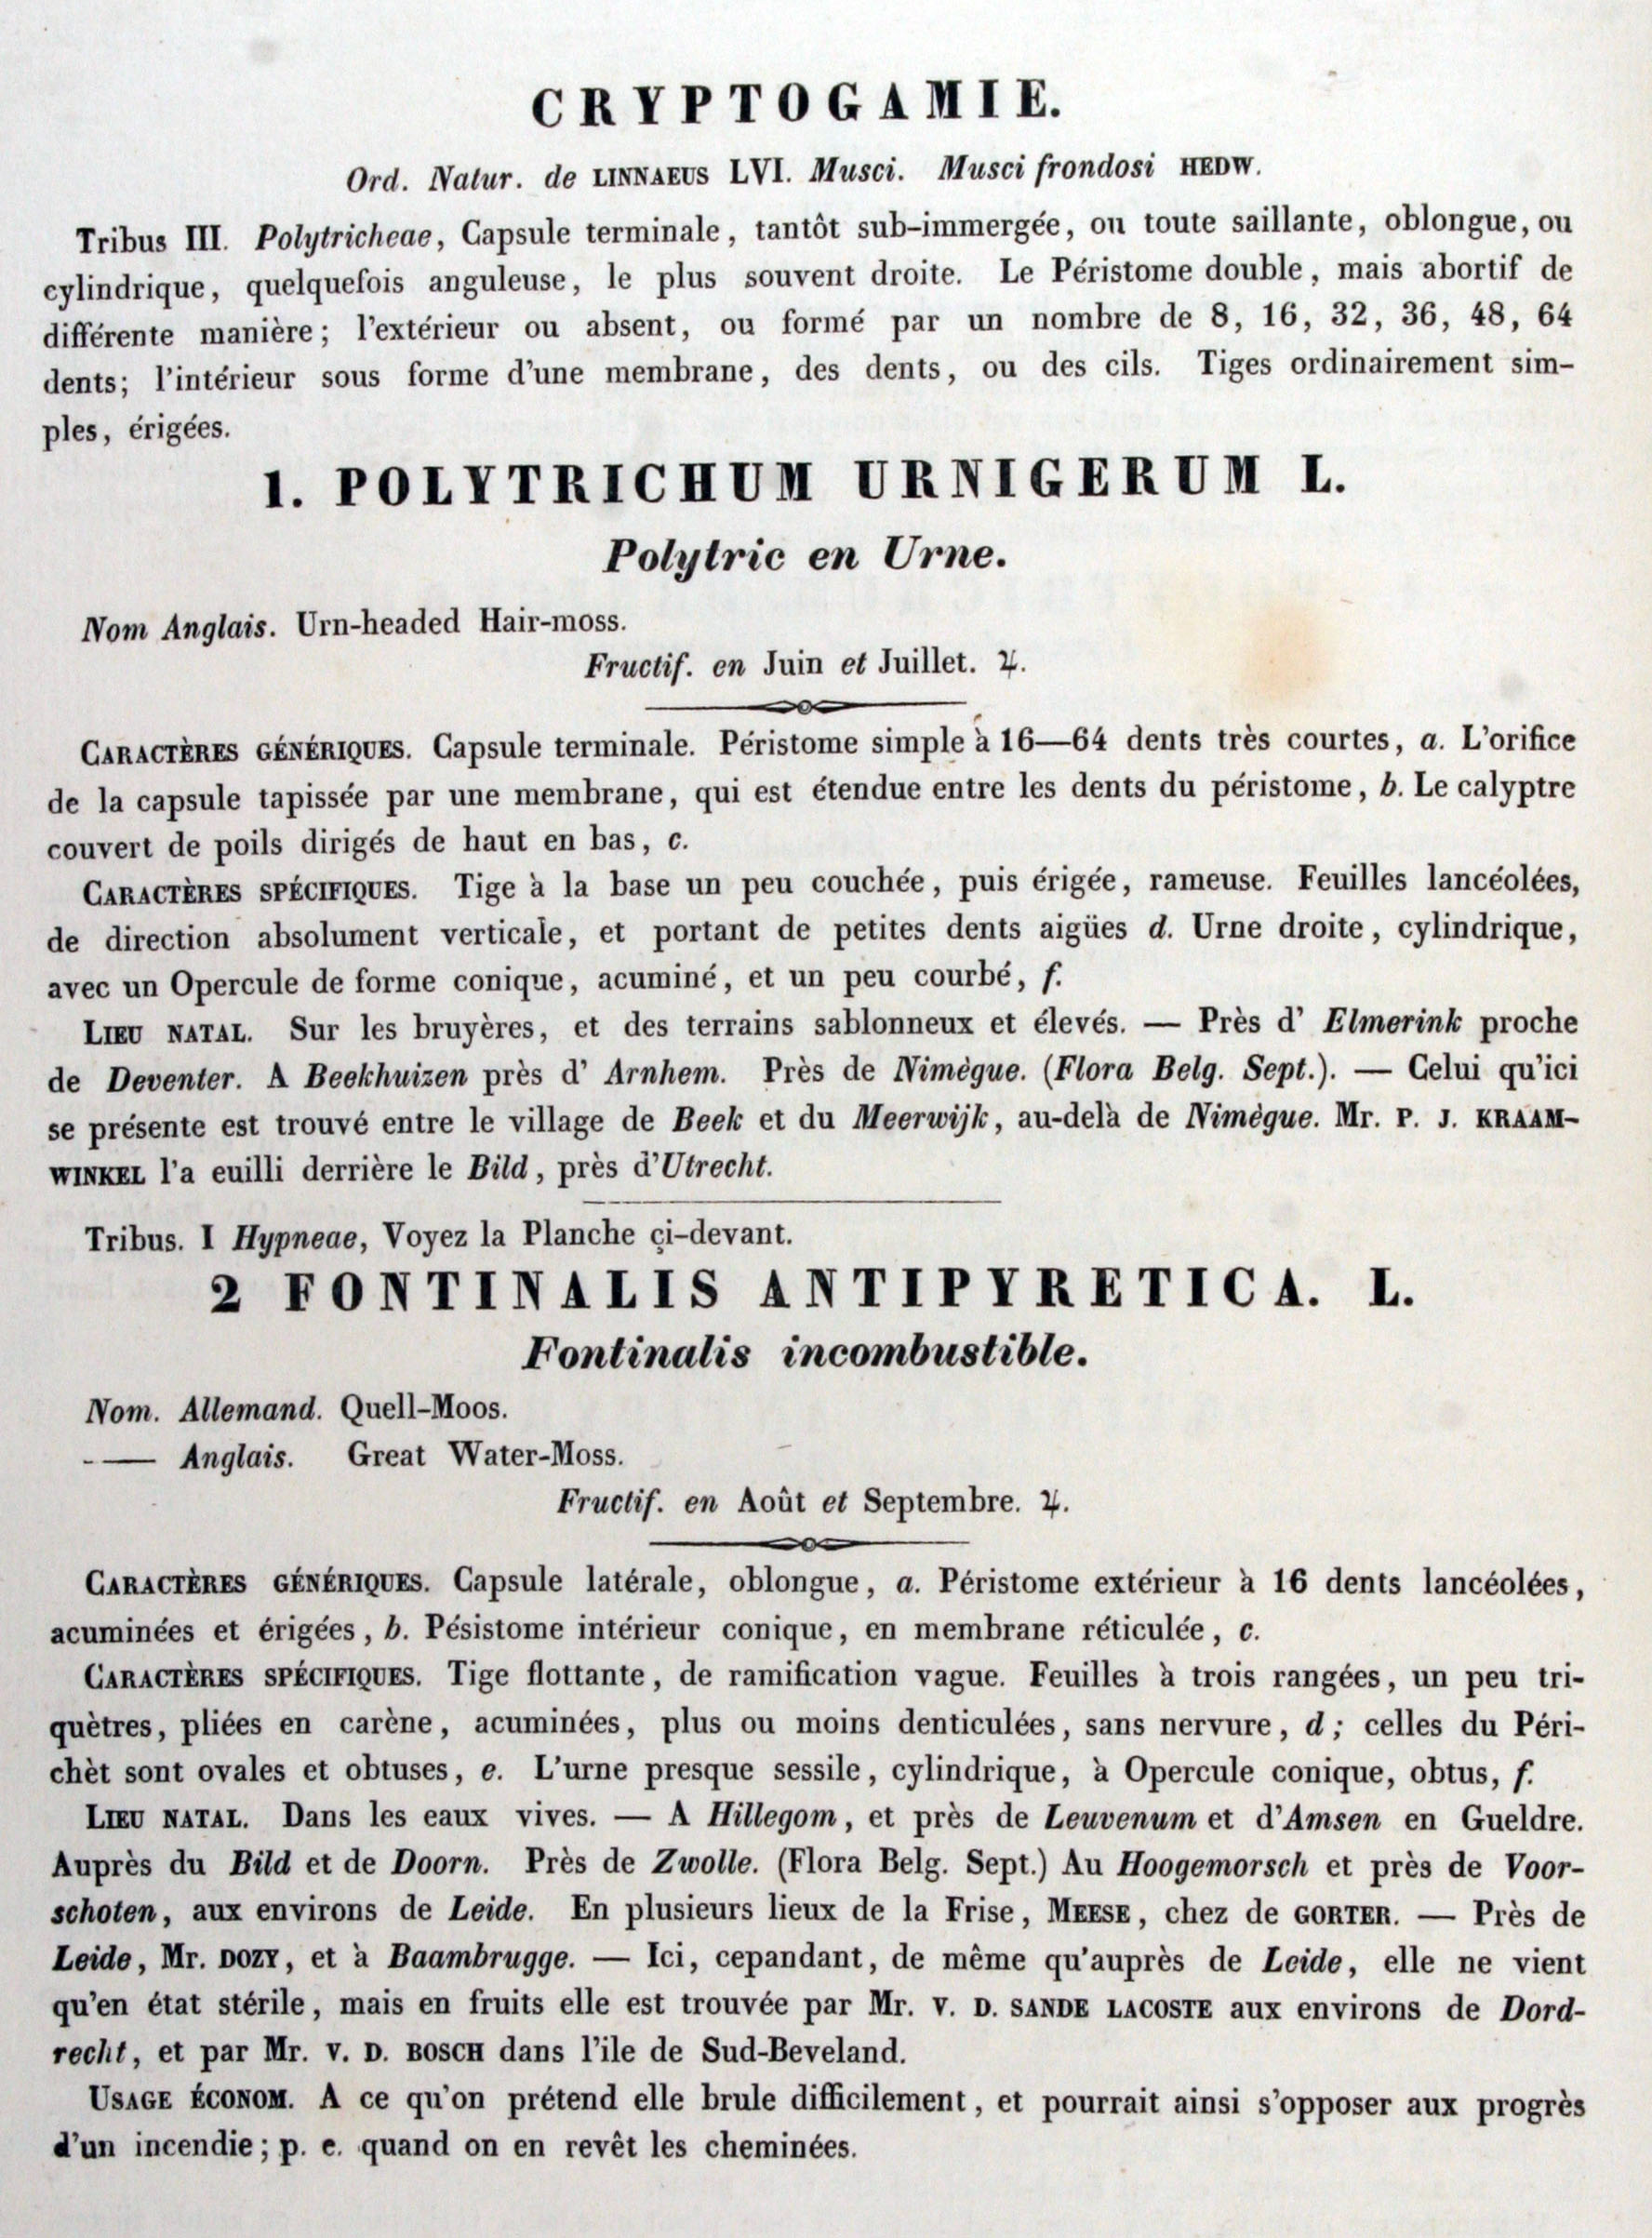 CRYPTOGAMIE.
Ord. Natur. de LINNAEUS LVI. Musci. Musci frondosi HEDW.
Tribus III. Polytricheae, Capsule terminale, tantôt sub-immergée, ou toute saillante, oblongue, ou
cylindrique, quelquefois anguleuse, le plus souvent droite. Le Péristome double, mais abortif de
différente manière; l'extérieur ou absent, ou formé par un nombre de 8, 16, 32, 36, 48, 64
dents; l'intérieur sous forme d'une membrane, des dents, ou des cils. Tiges ordinairement sim-
ples, érigées.
1. POLYTRICHUM URNIGERUM L.
Polytric en Urne.
Nom Anglais. Urn-headed Hair-moss.
Fructif. en Juin et Juillet. ♃.
CARACTÈRES GÉNÉRIQUES. Capsule terminale. Péristome simple à 16—64 dents très courtes, a. L'orifice
de la capsule tapissée par une membrane, qui est étendue entre les dents du péristome, b. Le calyptre
couvert de poils dirigés de haut en bas, c.
CARACTÈRES SPÉCIFIQUES. Tige à la base un peu couchée, puis érigée, rameuse. Feuilles lancéolées,
de direction absolument verticale, et portant de petites dents aigües d. Urne droite, cylindrique,
avec un Opercule de forme conique, acuminé, et un peu courbé, f.
LIEU NATAL. Sur les bruyères, et des terrains sablonneux et élevés. — Près d' Elmerink proche
de Deventer. A Beekhuizen près d' Arnhem. Près de Nimègue. (Flora Belg. Sept.). — Celui qu'ici
se présente est trouvé entre le village de Beek et du Meerwijk, au-delà de Nimègue. Mr. P. J. KRAAM-
WINKEL l'a euilli derrière le Bild, près d'Utrecht.
Tribus. I Hypneae, Voyez la Planche çi-devant.
2 FONTINALIS ANTIPYRETICA. L.
Fontinalis incombustible.
Nom. Allemand. Quell-Moos.
-— Anglais. Great Water-Moss.
Fructif. en Août et Septembre. ♃.
CARACTÈRES GÉNÉRIQUES. Capsule latérale, oblongue, a. Péristome extérieur à 16 dents lancéolées,
acuminées et érigées, b. Pésistome intérieur conique, en membrane réticulée, c.
CARACTÈRES SPÉCIFIQUES. Tige flottante, de ramification vague. Feuilles à trois rangées, un peu tri-
quètres, pliées en carène, acuminées, plus ou moins denticulées, sans nervure, d; celles du Péri-
chèt sont ovales et obtuses, e. L'urne presque sessile, cylindrique, à Opercule conique, obtus, f.
LIEU NATAL. Dans les eaux vives. — A Hillegom, et près de Leuvenum et d'Amsen en Gueldre.
Auprès du Bild et de Doorn. Près de Zwolle. (Flora Belg. Sept.) Au Hoogemorsch et près de Voor-
schoten, aux environs de Leide. En plusieurs lieux de la Frise, MEESE, chez de GORTER. — Près de
Leide, Mr. DOZY, et à Baambrugge. — Ici, cepandant, de même qu'auprès de Leide, elle ne vient
qu'en état stérile, mais en fruits elle est trouvée par Mr. V. D. SANDE LACOSTE aux environs de Dord-
recht, et par Mr. V. D. BOSCH dans l'ile de Sud-Beveland.
USAGE ÉCONOM. A ce qu'on prétend elle brule difficilement, et pourrait ainsi s'opposer aux progrès
d'un incendie; p. e. quand on en revêt les cheminées.